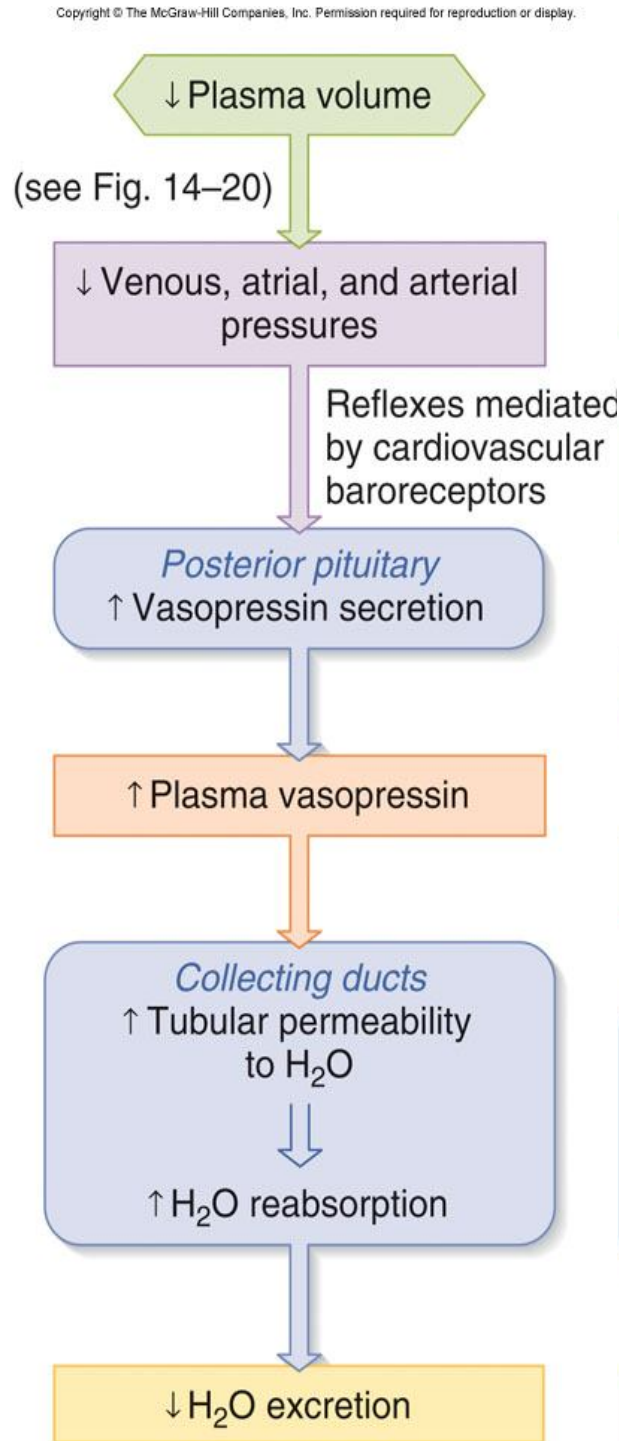 Copyright © The McGraw-Hill Companies, Inc. Permission required for reproduction or display.
↓ Plasma volume
(see Fig. 14–20)
↓ Venous, atrial, and arterial
pressures
Reflexes mediated
by cardiovascular
baroreceptors
Posterior pituitary
↑ Vasopressin secretion
↑ Plasma vasopressin
Collecting ducts
↑ Tubular permeability
to H₂O
↑ H₂O reabsorption
↓ H₂O excretion